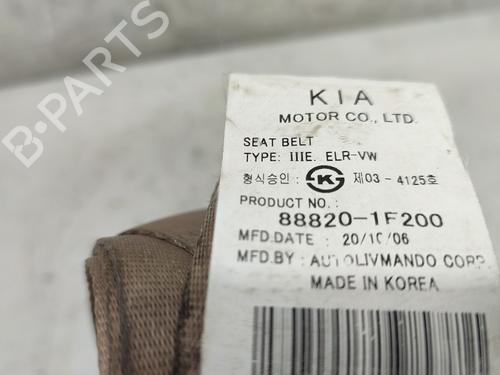 B-PARTS
KIA
MOTOR CO., LTD.
SEAT BELT
TYPE: IIIE. ELR-VW
형식승인 : K 제03 - 4125호
PRODUCT NO.:
88820-1F200
MFD.DATE : 20/10/06
MFD.BY : AUTOLIVMANDO CORP.
MADE IN KOREA